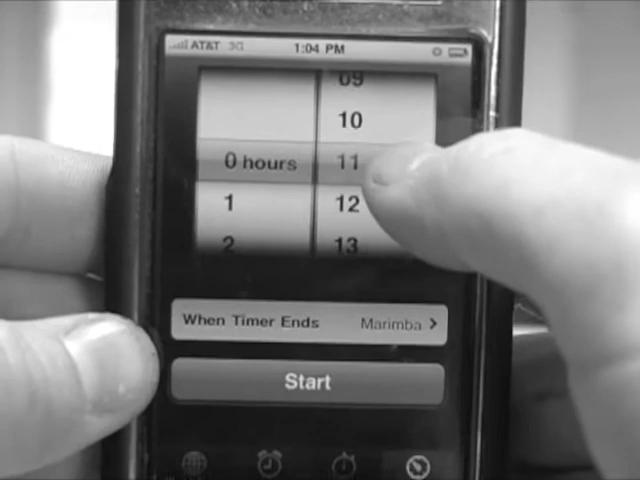 AT&T 3G 1:04 PM
09
10
0 hours 11
1 12
2 13
When Timer Ends Marimba
Start